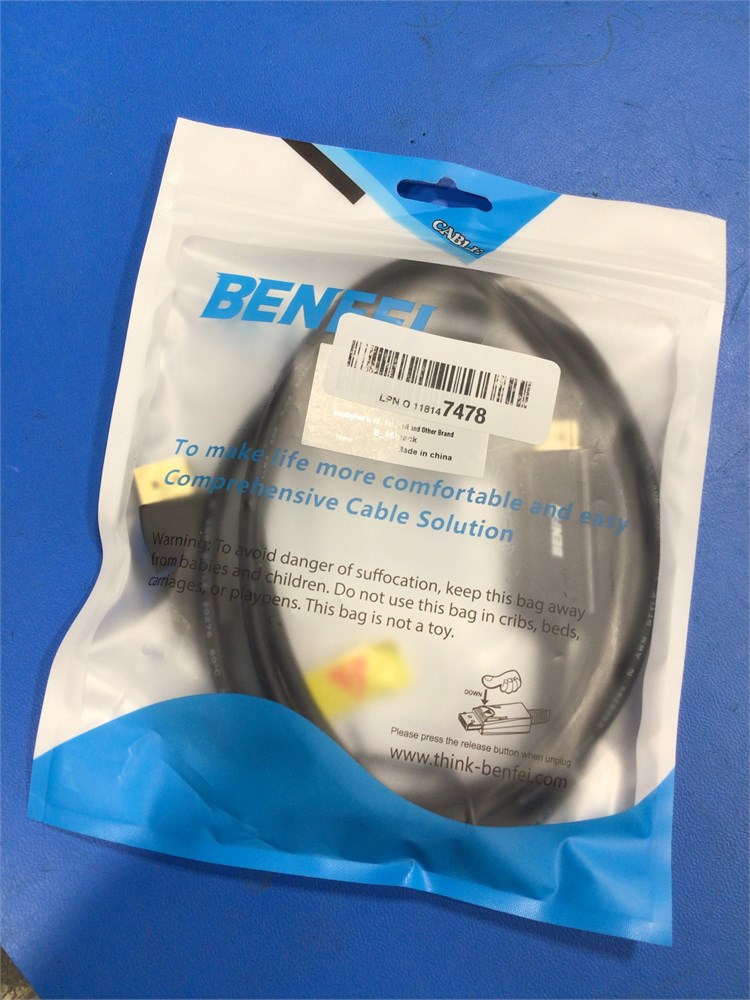 CABLE
BENFEI
LPN O 11814 7478
and Other Brand
Made in china
To make life more comfortable and easy
Comprehensive Cable Solution
BENFEI
Warning: To avoid danger of suffocation, keep this bag away
from babies and children. Do not use this bag in cribs, beds,
carriages, or playpens. This bag is not a toy.
DOWN
Please press the release button when unplug
www.think-benfei.com